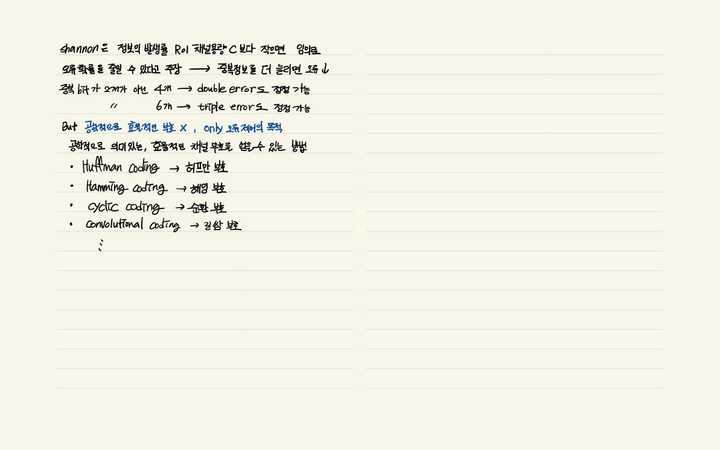 shannon은 정보의 발생률 R이 채널용량 C 보다 작으면 임의로
오류확률을 줄일 수 있다고 주장 → 중복정보를 더 늘리면 오류 ↓
중복 bit가 2개가 아닌 4개 → double errors 정정 가능
〃 6개 → triple errors 정정 가능
But 공학적으로 효율적인 부호 X, only 오류 제어의 목적
공학적으로 의미있는, 효율적인 채널 부호를 얻을 수 있는 방법
• Huffman coding → 허프만 부호
• Hamming coding → 해밍 부호
• cyclic coding → 순환 부호
• convolutional coding → 길쌈 부호
⋮